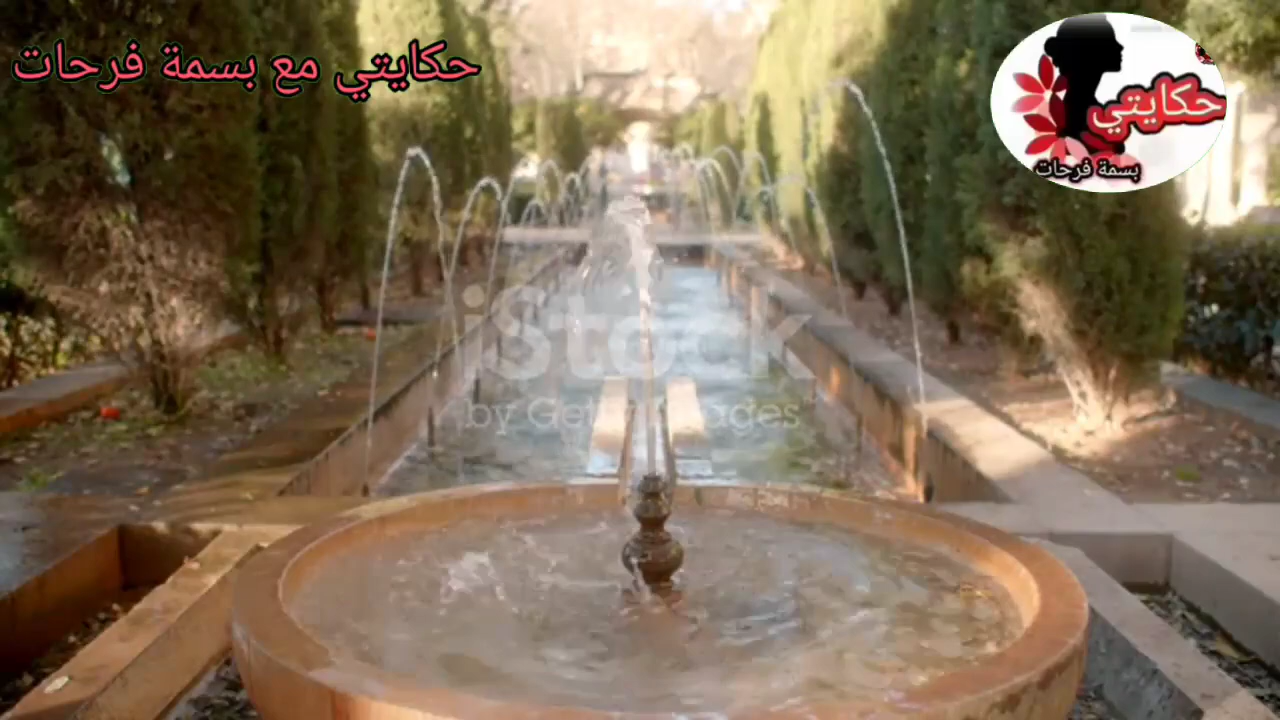 حكايتي مع بسمة فرحات
حكايتي
بسمة فرحات
iStock
by Getty Images